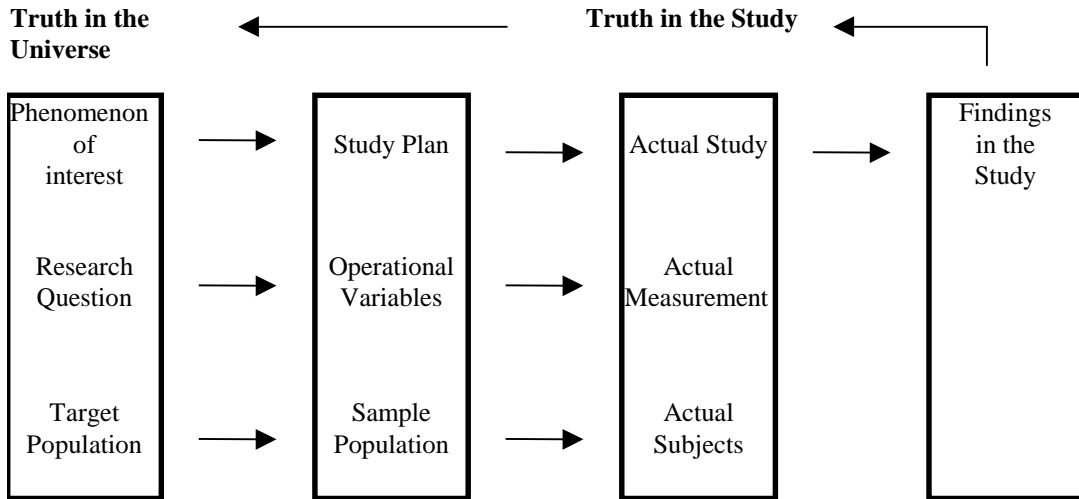 Truth in the
Universe
Truth in the Study
Phenomenon
of
interest
Study Plan
Actual Study
Findings
in the
Study
Research
Question
Operational
Variables
Actual
Measurement
Target
Population
Sample
Population
Actual
Subjects